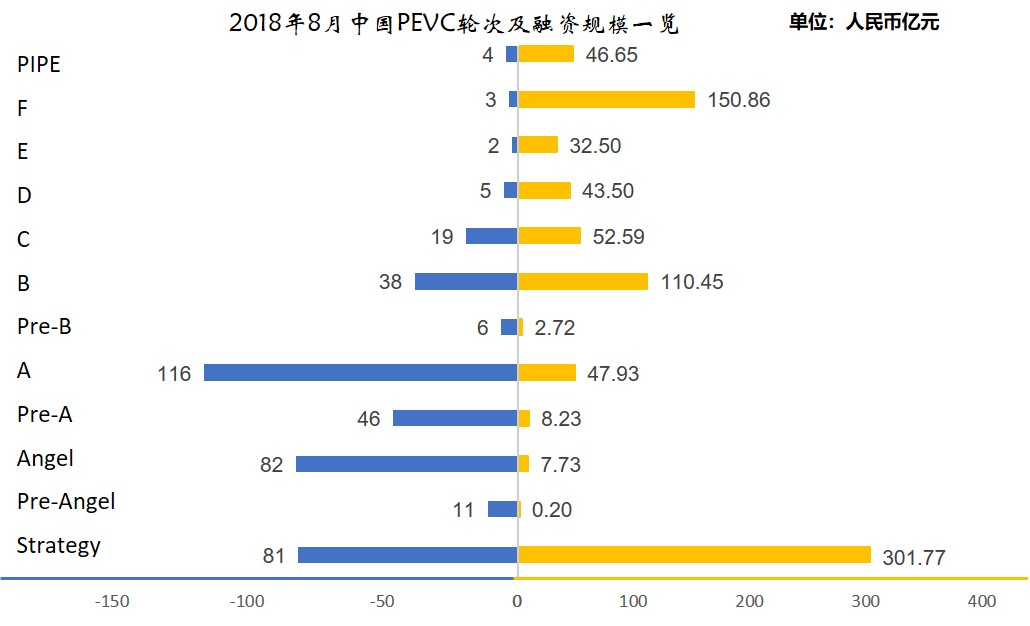 2018年8月中国PEVC轮次及融资规模一览 单位：人民币亿元
PIPE 4 46.65
F 3 150.86
E 2 32.50
D 5 43.50
C 19 52.59
B 38 110.45
Pre-B 6 2.72
A 116 47.93
Pre-A 46 8.23
Angel 82 7.73
Pre-Angel 11 0.20
Strategy 81 301.77
-150 -100 -50 0 100 200 300 400